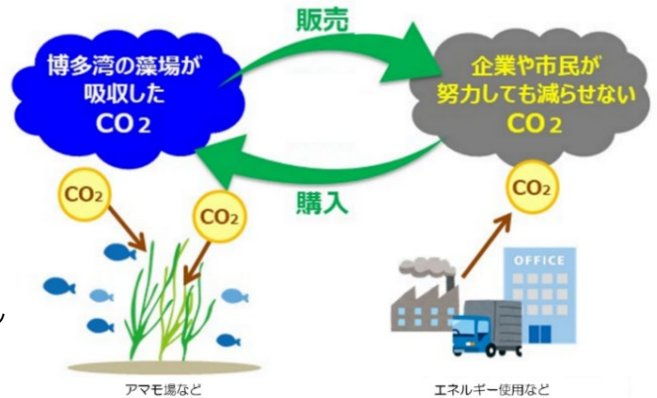 販売
博多湾の藻場が
吸収した
CO2
企業や市民が
努力しても減らせない
CO2
購入
CO2
CO2
CO2
OFFICE
アマモ場など
エネルギー使用など